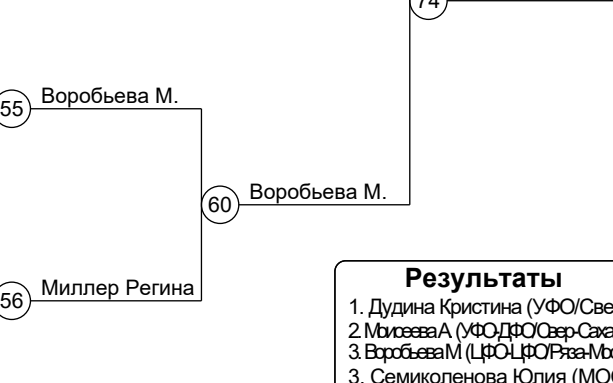 74
Воробьева М.
55
Воробьева М.
60
Миллер Регина
56
Результаты
1. Дудина Кристина (УФО/Све
2. Моисеева А. (УФО-ДФО/Свер-Саха
3. Воробьева М. (ЦФО-ЦФО/Ряза-Мос
3. Семиколенова Юлия (МОС